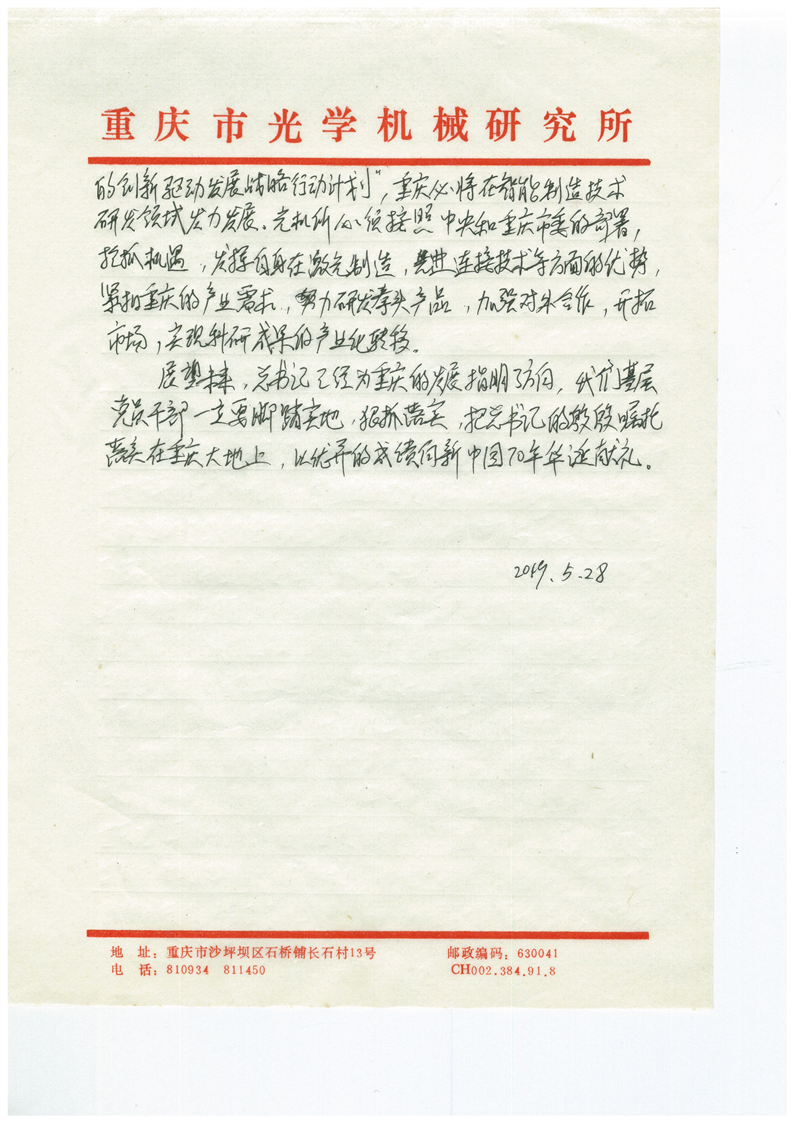 重庆市光学机械研究所
的创新驱动发展战略行动计划”，重庆必将在智能制造技术
研发领域发力发展。光机所必须按照中央和重庆市委的部署，
抢抓机遇，发挥自身在激光制造，连接技术等方面的优势，
紧扣重庆的产业需求，努力研发拳头产品，加强对外合作，开拓
市场，实现科研成果的产业化转移。
展望未来，总书记已经为重庆的发展指明了方向，我们基层
党员干部一定要脚踏实地，狠抓落实，把总书记的殷殷嘱托
落实在重庆大地上，以优异的成绩向新中国70年华诞献礼。
2019.5.28
地 址：重庆市沙坪坝区石桥铺长石村13号 邮政编码：630041
电 话：810934 811450 CH002.384.91.8